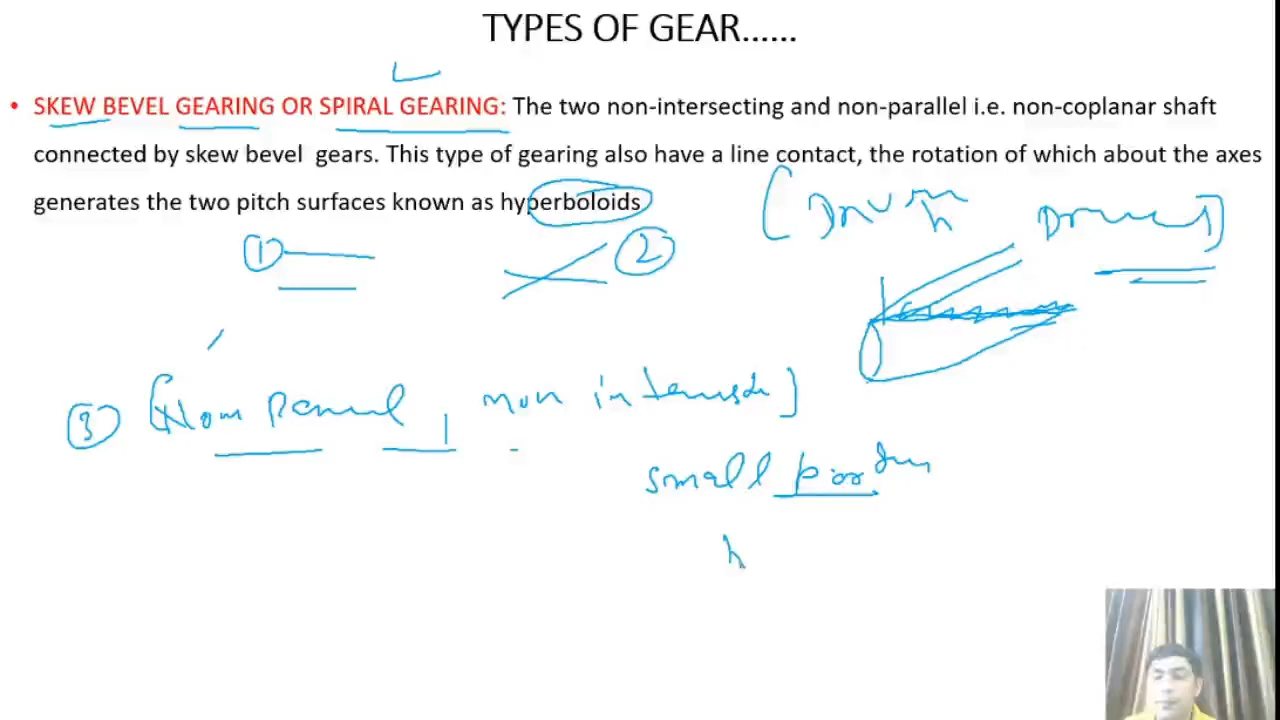 TYPES OF GEAR......
• SKEW BEVEL GEARING OR SPIRAL GEARING: The two non-intersecting and non-parallel i.e. non-coplanar shaft
connected by skew bevel gears. This type of gearing also have a line contact, the rotation of which about the axes
generates the two pitch surfaces known as hyperboloids
① ②
③ non
small
h